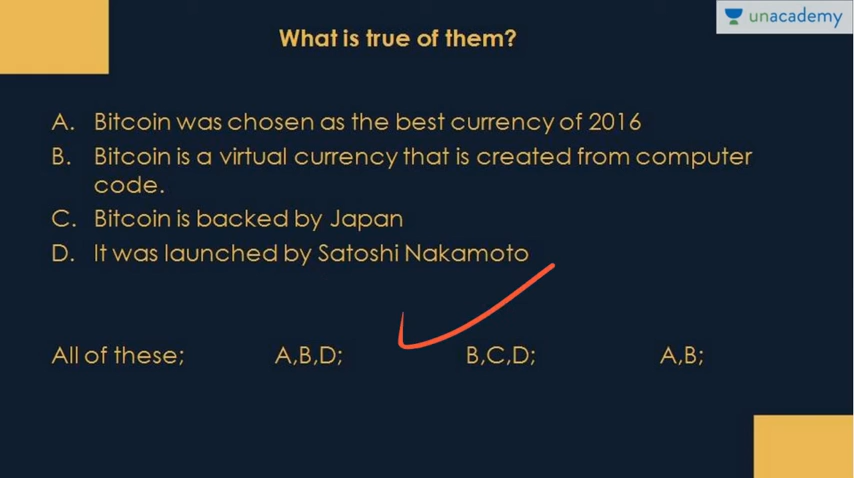 unacademy
What is true of them?
A. Bitcoin was chosen as the best currency of 2016
B. Bitcoin is a virtual currency that is created from computer
code.
C. Bitcoin is backed by Japan
D. It was launched by Satoshi Nakamoto
All of these; A,B,D; B,C,D; A,B;